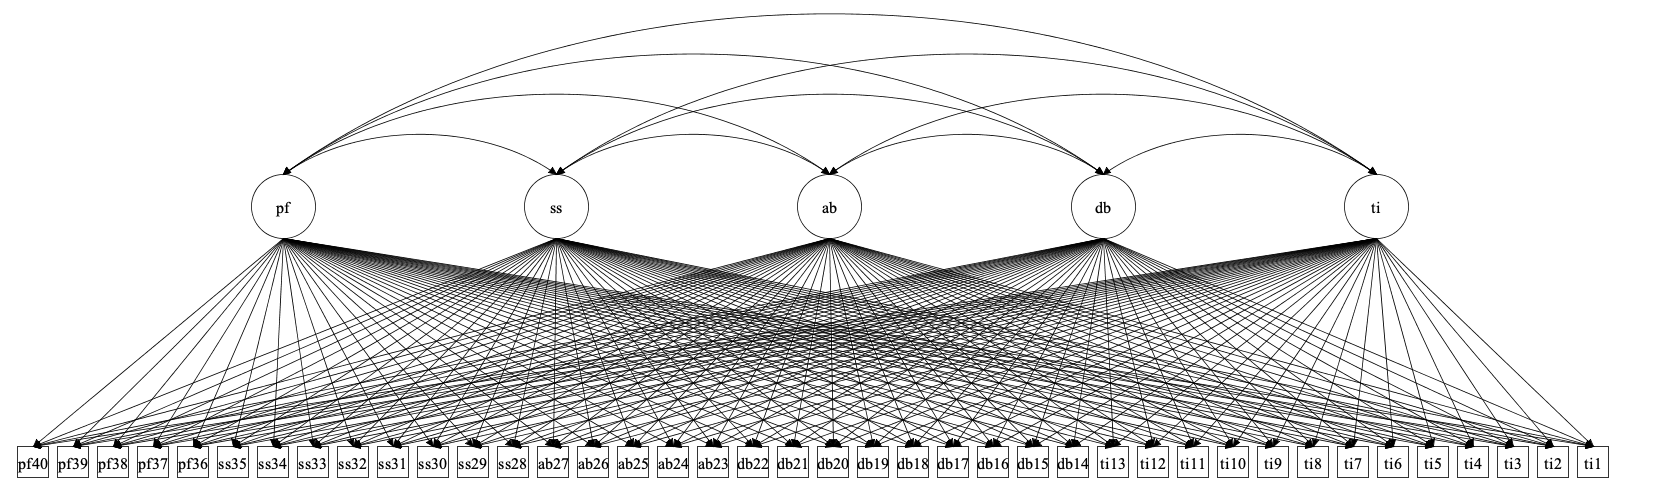 pf ss ab db ti
pf40 pf39 pf38 pf37 pf36 ss35 ss34 ss33 ss32 ss31 ss30 ss29 ss28 ab27 ab26 ab25 ab24 ab23 db22 db21 db20 db19 db18 db17 db16 db15 db14 ti13 ti12 ti11 ti10 ti9 ti8 ti7 ti6 ti5 ti4 ti3 ti2 ti1